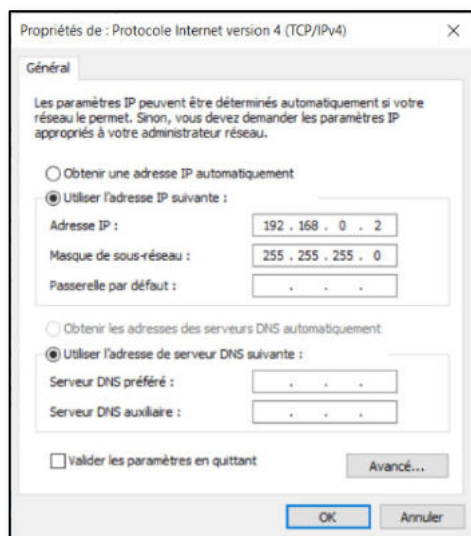 Propriétés de : Protocole Internet version 4 (TCP/IPv4)
Général
Les paramètres IP peuvent être déterminés automatiquement si votre
réseau le permet. Sinon, vous devez demander les paramètres IP
appropriés à votre administrateur réseau.
Obtenir une adresse IP automatiquement
Utiliser l'adresse IP suivante :
Adresse IP : 192 . 168 . 0 . 2
Masque de sous-réseau : 255 . 255 . 255 . 0
Passerelle par défaut : . . .
Obtenir les adresses des serveurs DNS automatiquement
Utiliser l'adresse de serveur DNS suivante :
Serveur DNS préféré : . . .
Serveur DNS auxiliaire : . . .
Valider les paramètres en quittant
Avancé...
OK Annuler